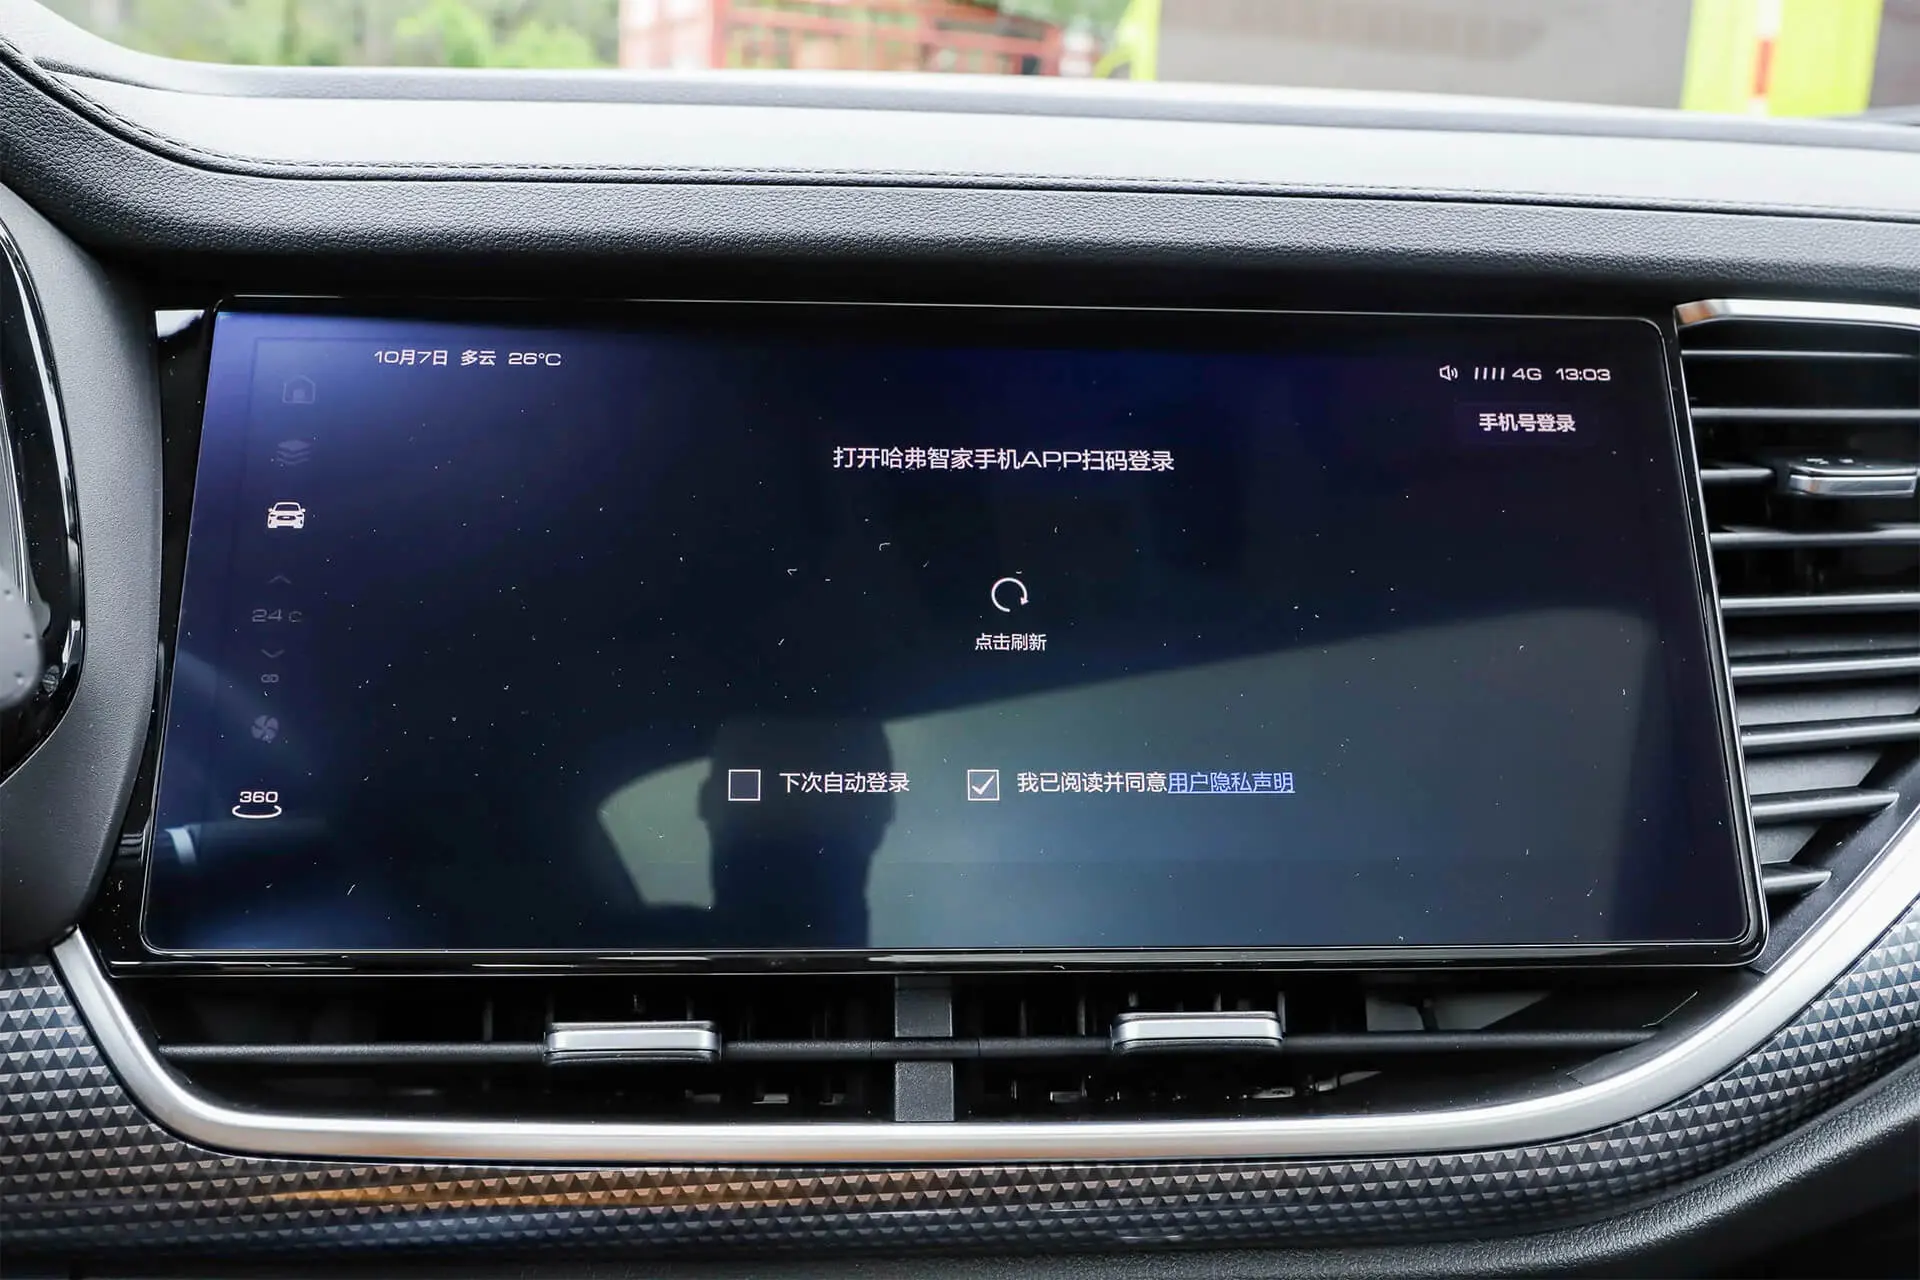 10月7日 多云 26°C
4G 13:03
手机号登录
打开哈弗智家手机APP扫码登录
24 C
点击刷新
下次自动登录 我已阅读并同意用户隐私声明
360